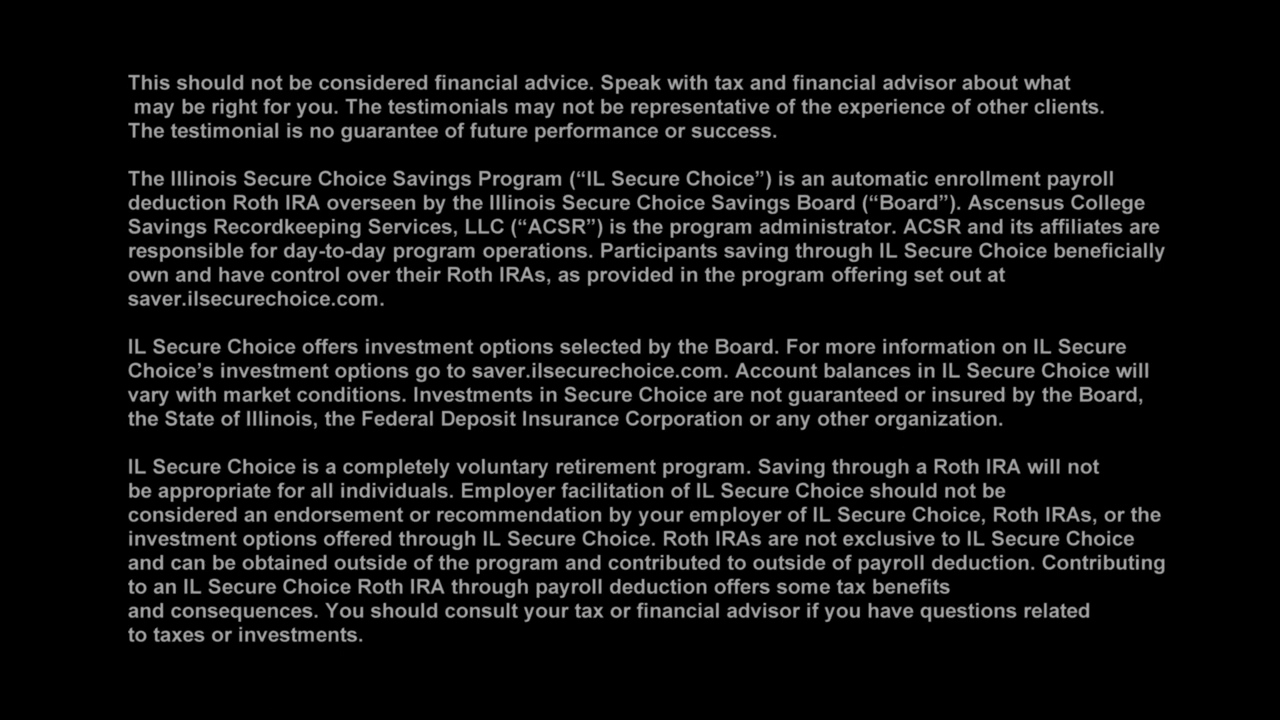 This should not be considered financial advice. Speak with tax and financial advisor about what
may be right for you. The testimonials may not be representative of the experience of other clients.
The testimonial is no guarantee of future performance or success.
The Illinois Secure Choice Savings Program (“IL Secure Choice”) is an automatic enrollment payroll
deduction Roth IRA overseen by the Illinois Secure Choice Savings Board (“Board”). Ascensus College
Savings Recordkeeping Services, LLC (“ACSR”) is the program administrator. ACSR and its affiliates are
responsible for day-to-day program operations. Participants saving through IL Secure Choice beneficially
own and have control over their Roth IRAs, as provided in the program offering set out at
saver.ilsecurechoice.com.
IL Secure Choice offers investment options selected by the Board. For more information on IL Secure
Choice’s investment options go to saver.ilsecurechoice.com. Account balances in IL Secure Choice will
vary with market conditions. Investments in Secure Choice are not guaranteed or insured by the Board,
the State of Illinois, the Federal Deposit Insurance Corporation or any other organization.
IL Secure Choice is a completely voluntary retirement program. Saving through a Roth IRA will not
be appropriate for all individuals. Employer facilitation of IL Secure Choice should not be
considered an endorsement or recommendation by your employer of IL Secure Choice, Roth IRAs, or the
investment options offered through IL Secure Choice. Roth IRAs are not exclusive to IL Secure Choice
and can be obtained outside of the program and contributed to outside of payroll deduction. Contributing
to an IL Secure Choice Roth IRA through payroll deduction offers some tax benefits
and consequences. You should consult your tax or financial advisor if you have questions related
to taxes or investments.